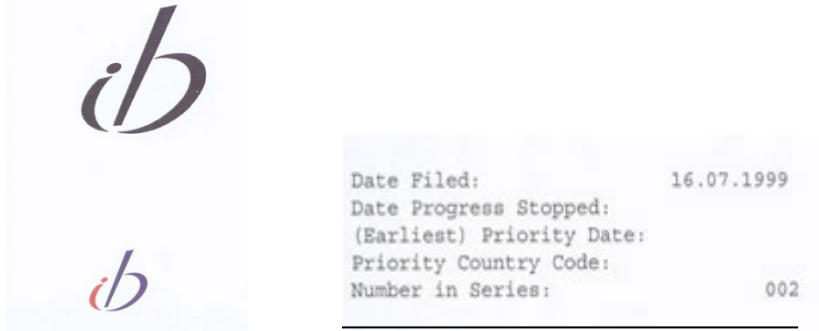 ib
ib
Date Filed: 16.07.1999
Date Progress Stopped:
(Earliest) Priority Date:
Priority Country Code:
Number in Series: 002